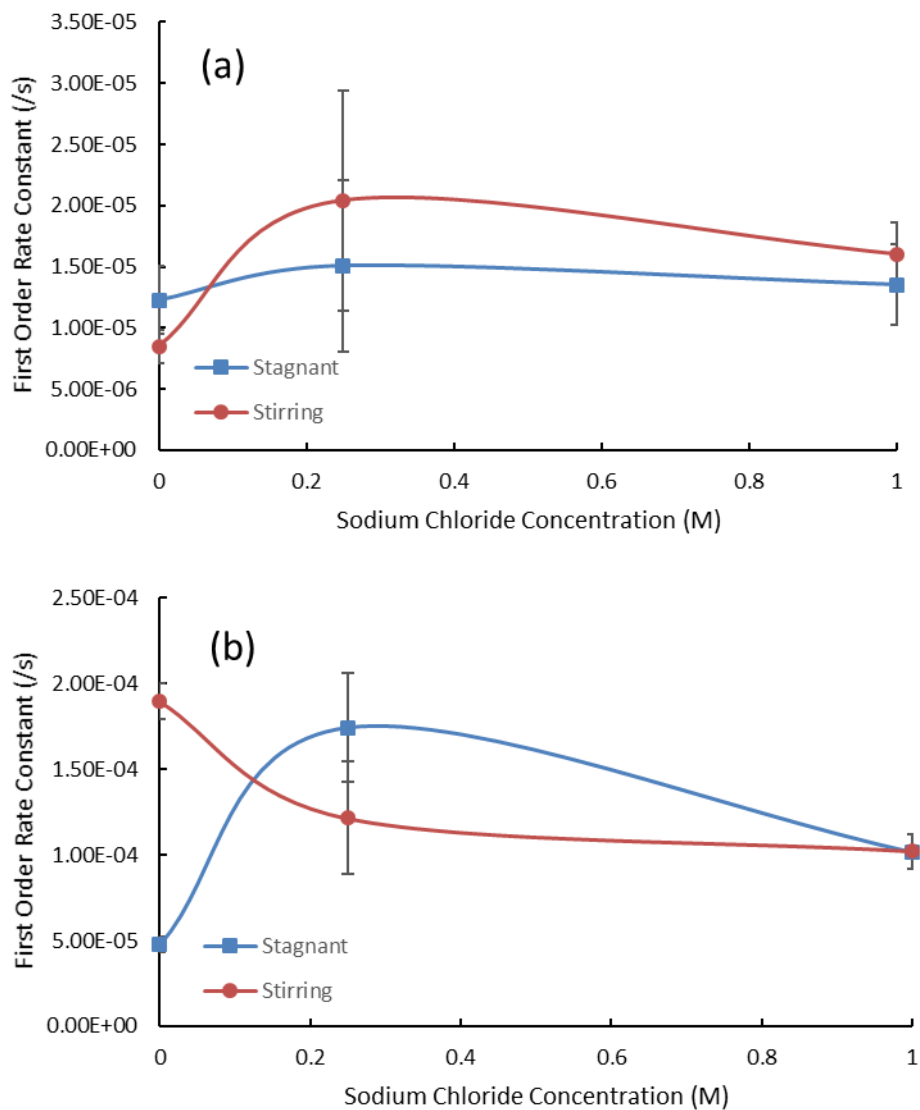 3.50E-05
(a)
3.00E-05
2.50E-05
2.00E-05
1.50E-05
1.00E-05
5.00E-06
0.00E+00
First Order Rate Constant (/s)
Stagnant
Stirring
0 0.2 0.4 0.6 0.8 1
Sodium Chloride Concentration (M)
2.50E-04
(b)
2.00E-04
1.50E-04
1.00E-04
5.00E-05
0.00E+00
First Order Rate Constant (/s)
Stagnant
Stirring
0 0.2 0.4 0.6 0.8 1
Sodium Chloride Concentration (M)